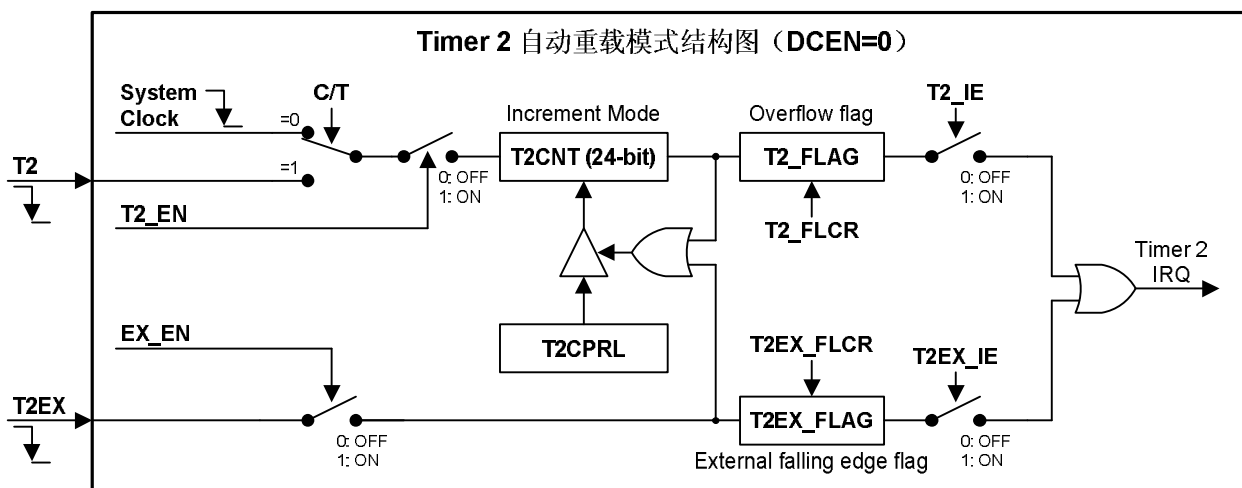 Timer 2 自动重载模式结构图（DCEN=0）
System
Clock
C/T
=0
=1
T2
T2_EN
0: OFF
1: ON
Increment Mode
T2CNT (24-bit)
Overflow flag
T2_FLAG
T2_FLCR
T2_IE
0: OFF
1: ON
Timer 2
IRQ
EX_EN
T2CPRL
T2EX_FLCR
T2EX_IE
T2EX
0: OFF
1: ON
T2EX_FLAG
External falling edge flag
0: OFF
1: ON